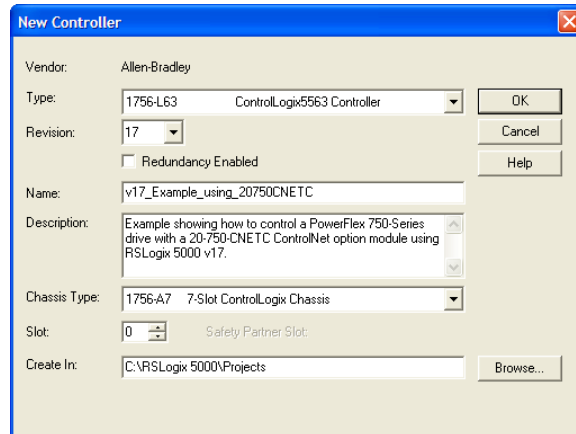 New Controller
Vendor: Allen-Bradley
Type: 1756-L63 ControlLogix5563 Controller OK
Revision: 17 Cancel
Redundancy Enabled Help
Name: v17_Example_using_20750CNETC
Description: Example showing how to control a PowerFlex 750-Series
drive with a 20-750-CNETC ControlNet option module using
RSLogix 5000 v17.
Chassis Type: 1756-A7 7-Slot ControlLogix Chassis
Slot: 0 Safety Partner Slot:
Create In: C:\RSLogix 5000\Projects Browse...